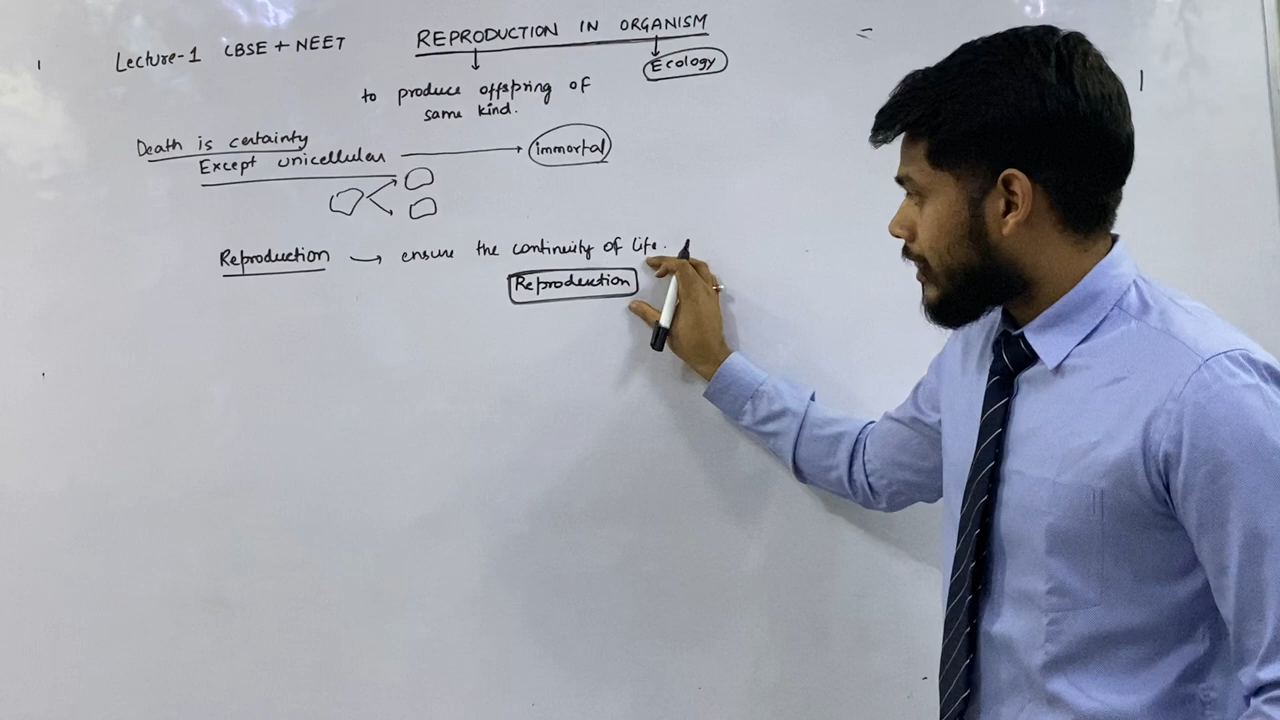 Lecture-1 CBSE + NEET
REPRODUCTION IN ORGANISM
Ecology
to produce offspring of
same kind.
Death is certainty
Except unicellular → immortal
Reproduction → ensure the continuity of life.
Reproduction